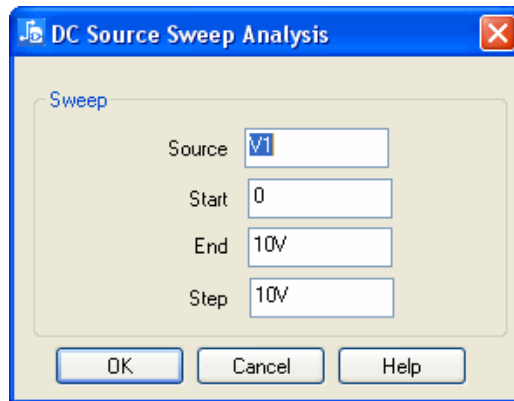 DC Source Sweep Analysis
Sweep
Source V1
Start 0
End 10V
Step 10V
OK Cancel Help